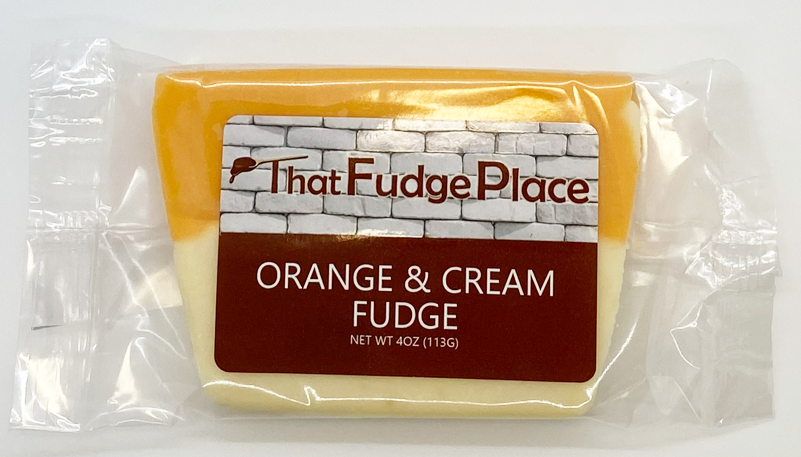 That Fudge Place
ORANGE & CREAM
FUDGE
NET WT 4OZ (113G)